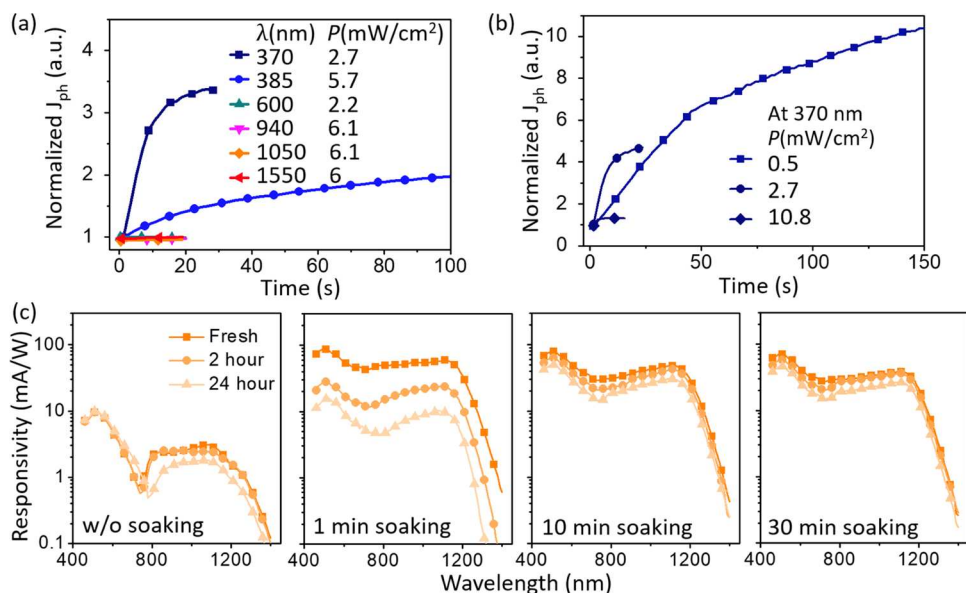 (a)
Normalized Jph (a.u.)
4
3
2
1
λ(nm) P(mW/cm²)
370 2.7
385 5.7
600 2.2
940 6.1
1050 6.1
1550 6
0 20 40 60 80 100
Time (s)
(b)
Normalized Jph (a.u.)
10
8
6
4
2
0
At 370 nm
P(mW/cm²)
0.5
2.7
10.8
0 50 100 150
Time (s)
(c)
Responsivity (mA/W)
100
10
1
0.1
Fresh
2 hour
24 hour
w/o soaking
1 min soaking
10 min soaking
30 min soaking
400 800 1200
400 800 1200
400 800 1200
400 800 1200
Wavelength (nm)